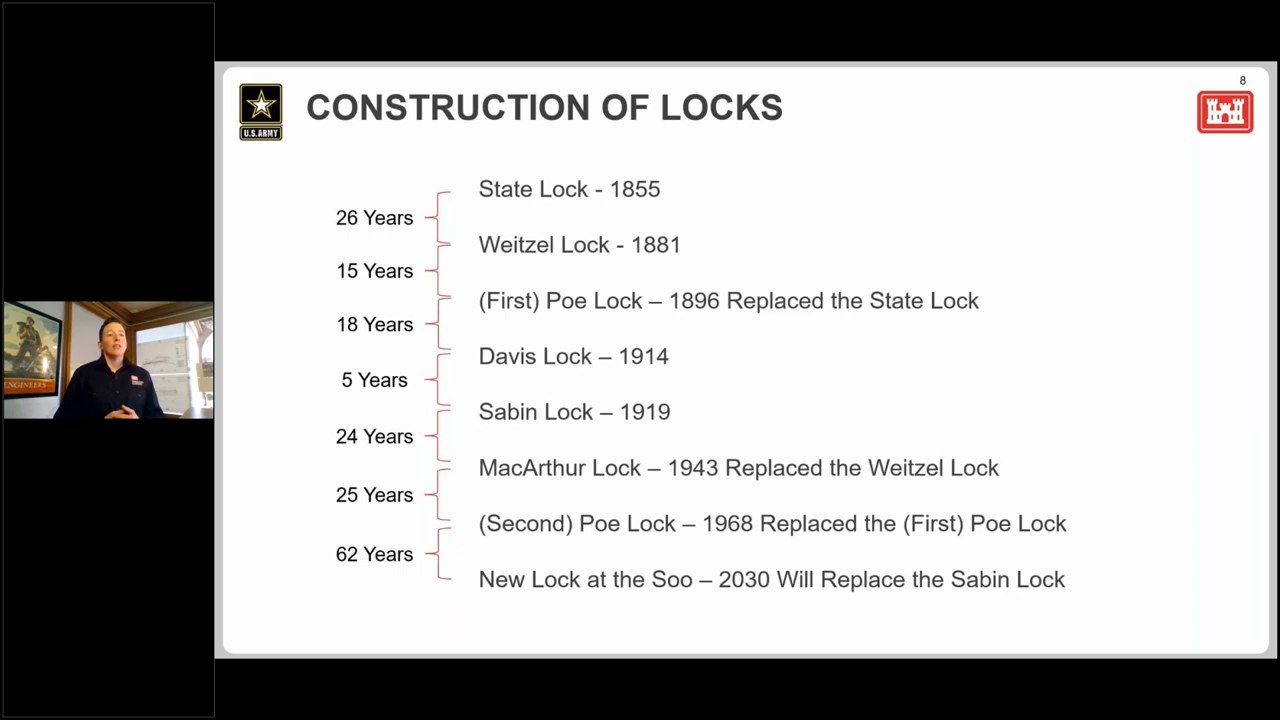 8
U.S.ARMY
CONSTRUCTION OF LOCKS
State Lock - 1855
26 Years
Weitzel Lock - 1881
15 Years
(First) Poe Lock – 1896 Replaced the State Lock
18 Years
Davis Lock – 1914
5 Years
Sabin Lock – 1919
24 Years
MacArthur Lock – 1943 Replaced the Weitzel Lock
25 Years
(Second) Poe Lock – 1968 Replaced the (First) Poe Lock
62 Years
New Lock at the Soo – 2030 Will Replace the Sabin Lock
ENGINEERS